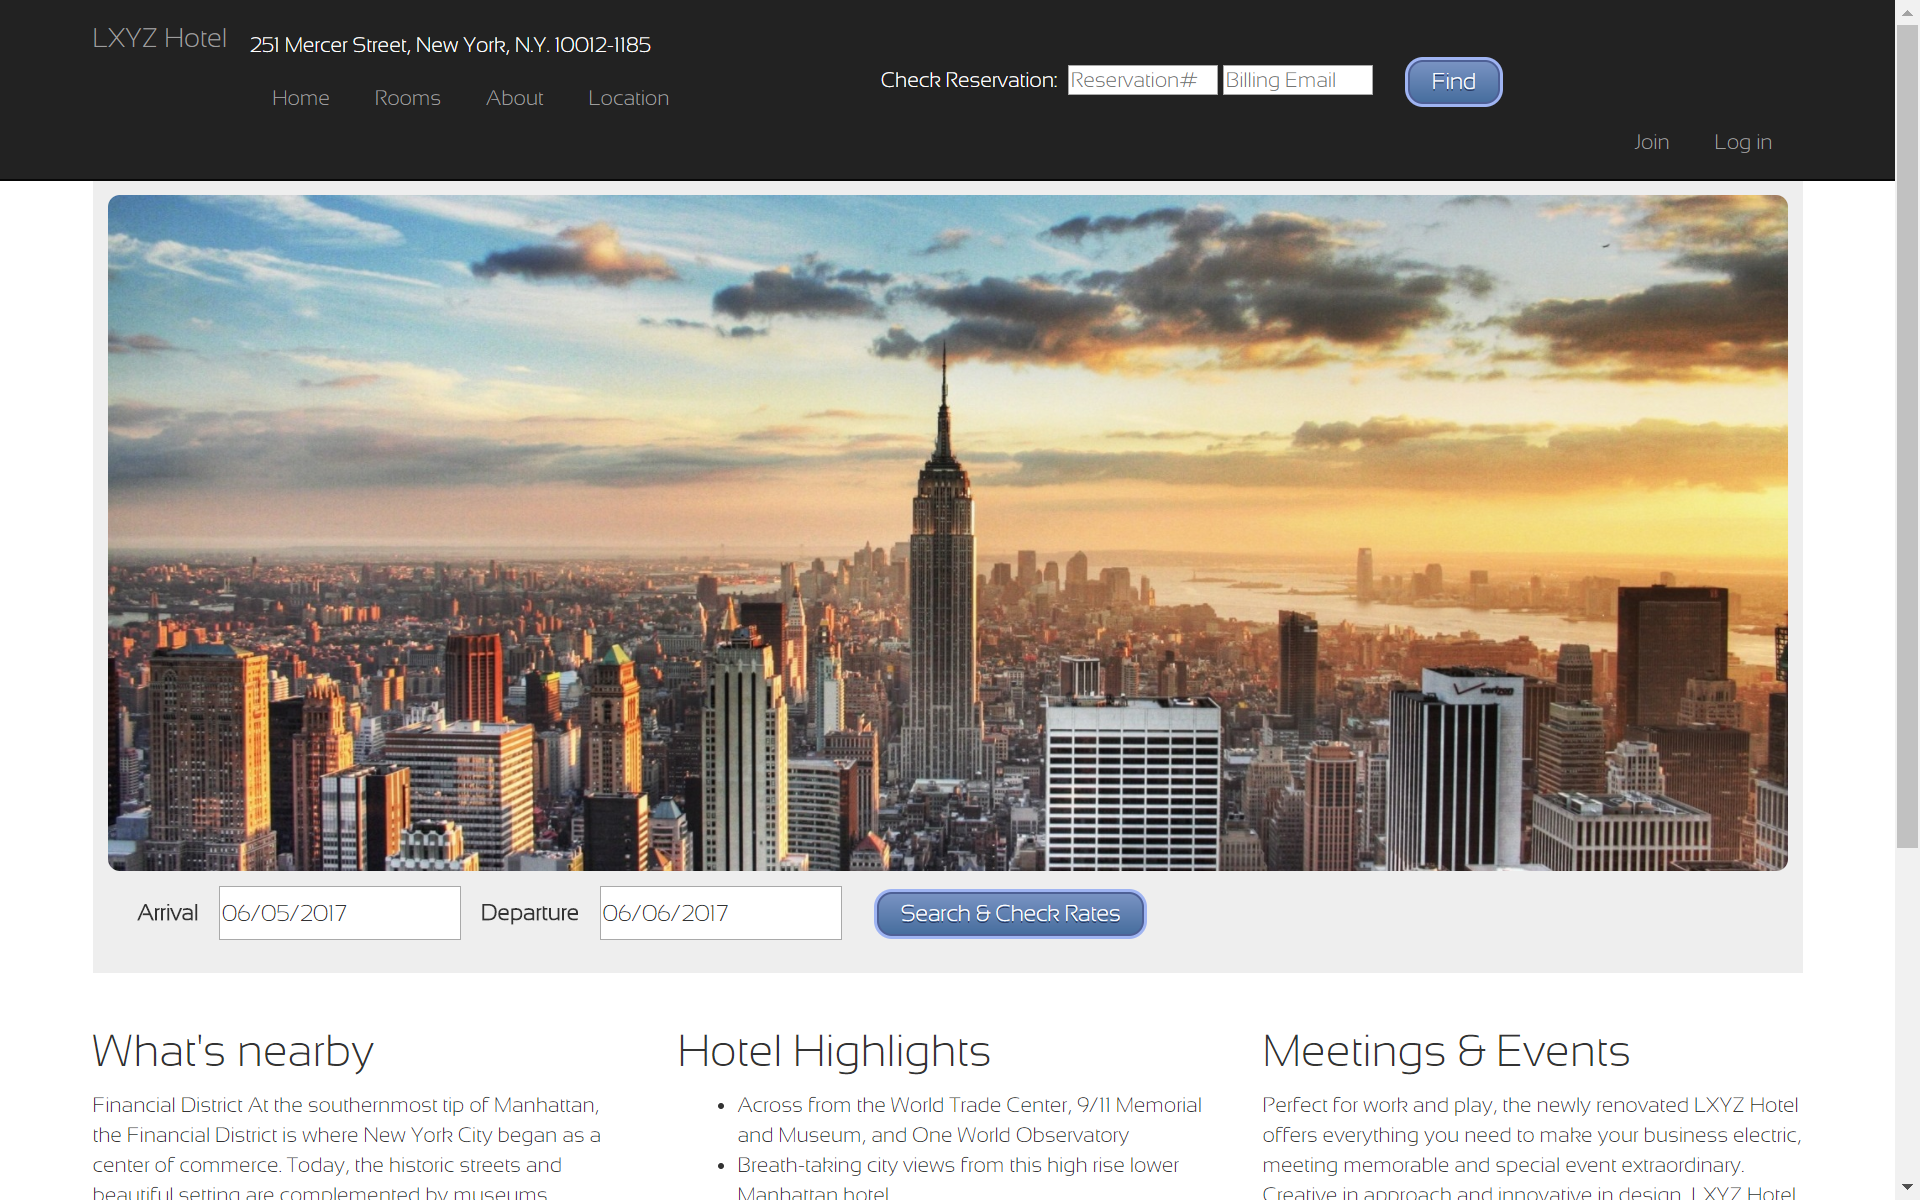 LXYZ Hotel
251 Mercer Street, New York, N.Y. 10012-1185
Home Rooms About Location
Check Reservation: Reservation# Billing Email Find
Join Log in
verizon
Arrival 06/05/2017 Departure 06/06/2017 Search & Check Rates
What's nearby
Financial District At the southernmost tip of Manhattan,
the Financial District is where New York City began as a
center of commerce. Today, the historic streets and
beautiful setting are complemented by museums,
Hotel Highlights
• Across from the World Trade Center, 9/11 Memorial
and Museum, and One World Observatory
• Breath-taking city views from this high rise lower
Manhattan hotel
Meetings & Events
Perfect for work and play, the newly renovated LXYZ Hotel
offers everything you need to make your business electric,
meeting memorable and special event extraordinary.
Creative in approach and innovative in design, LXYZ Hotel